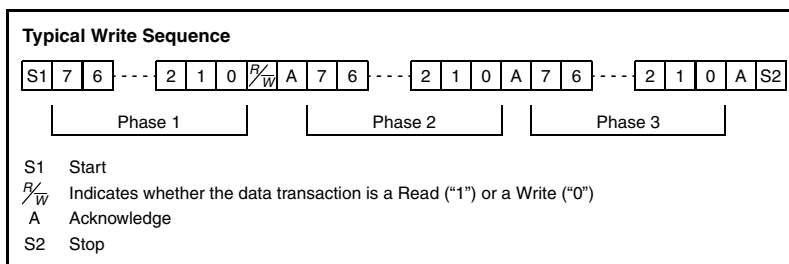 Typical Write Sequence
S1 7 6 2 1 0 R/W A 7 6 2 1 0 A 7 6 2 1 0 A S2
Phase 1 Phase 2 Phase 3
S1 Start
R/W Indicates whether the data transaction is a Read (“1”) or a Write (“0”)
A Acknowledge
S2 Stop